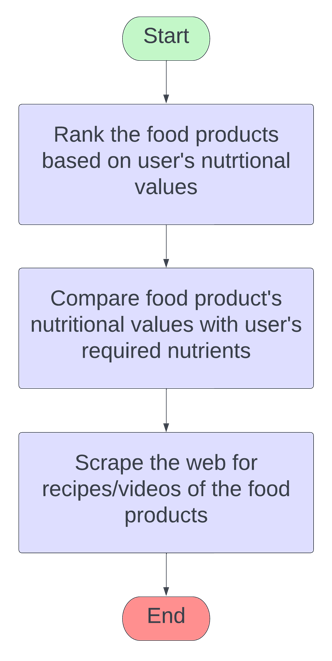 Start
Rank the food products
based on user's nutrtional
values
Compare food product's
nutritional values with user's
required nutrients
Scrape the web for
recipes/videos of the food
products
End